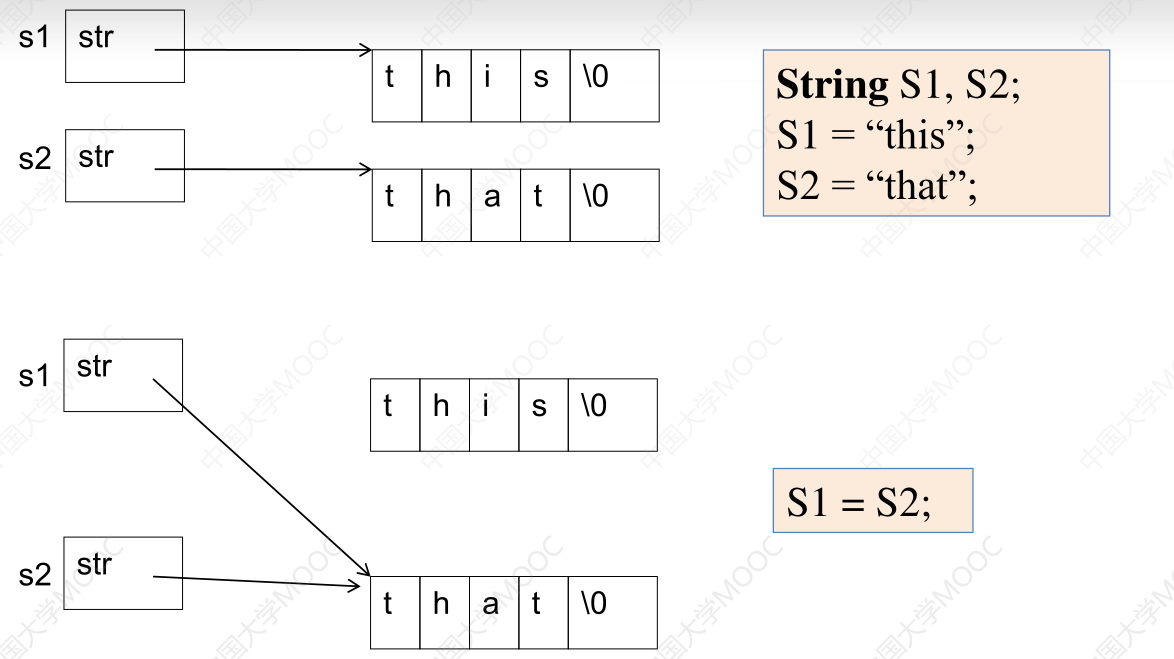 s1 str
t h i s \0
String S1, S2;
S1 = “this”;
S2 = “that”;
s2 str
t h a t \0
s1 str
t h i s \0
S1 = S2;
s2 str
t h a t \0
中国大学MOOC